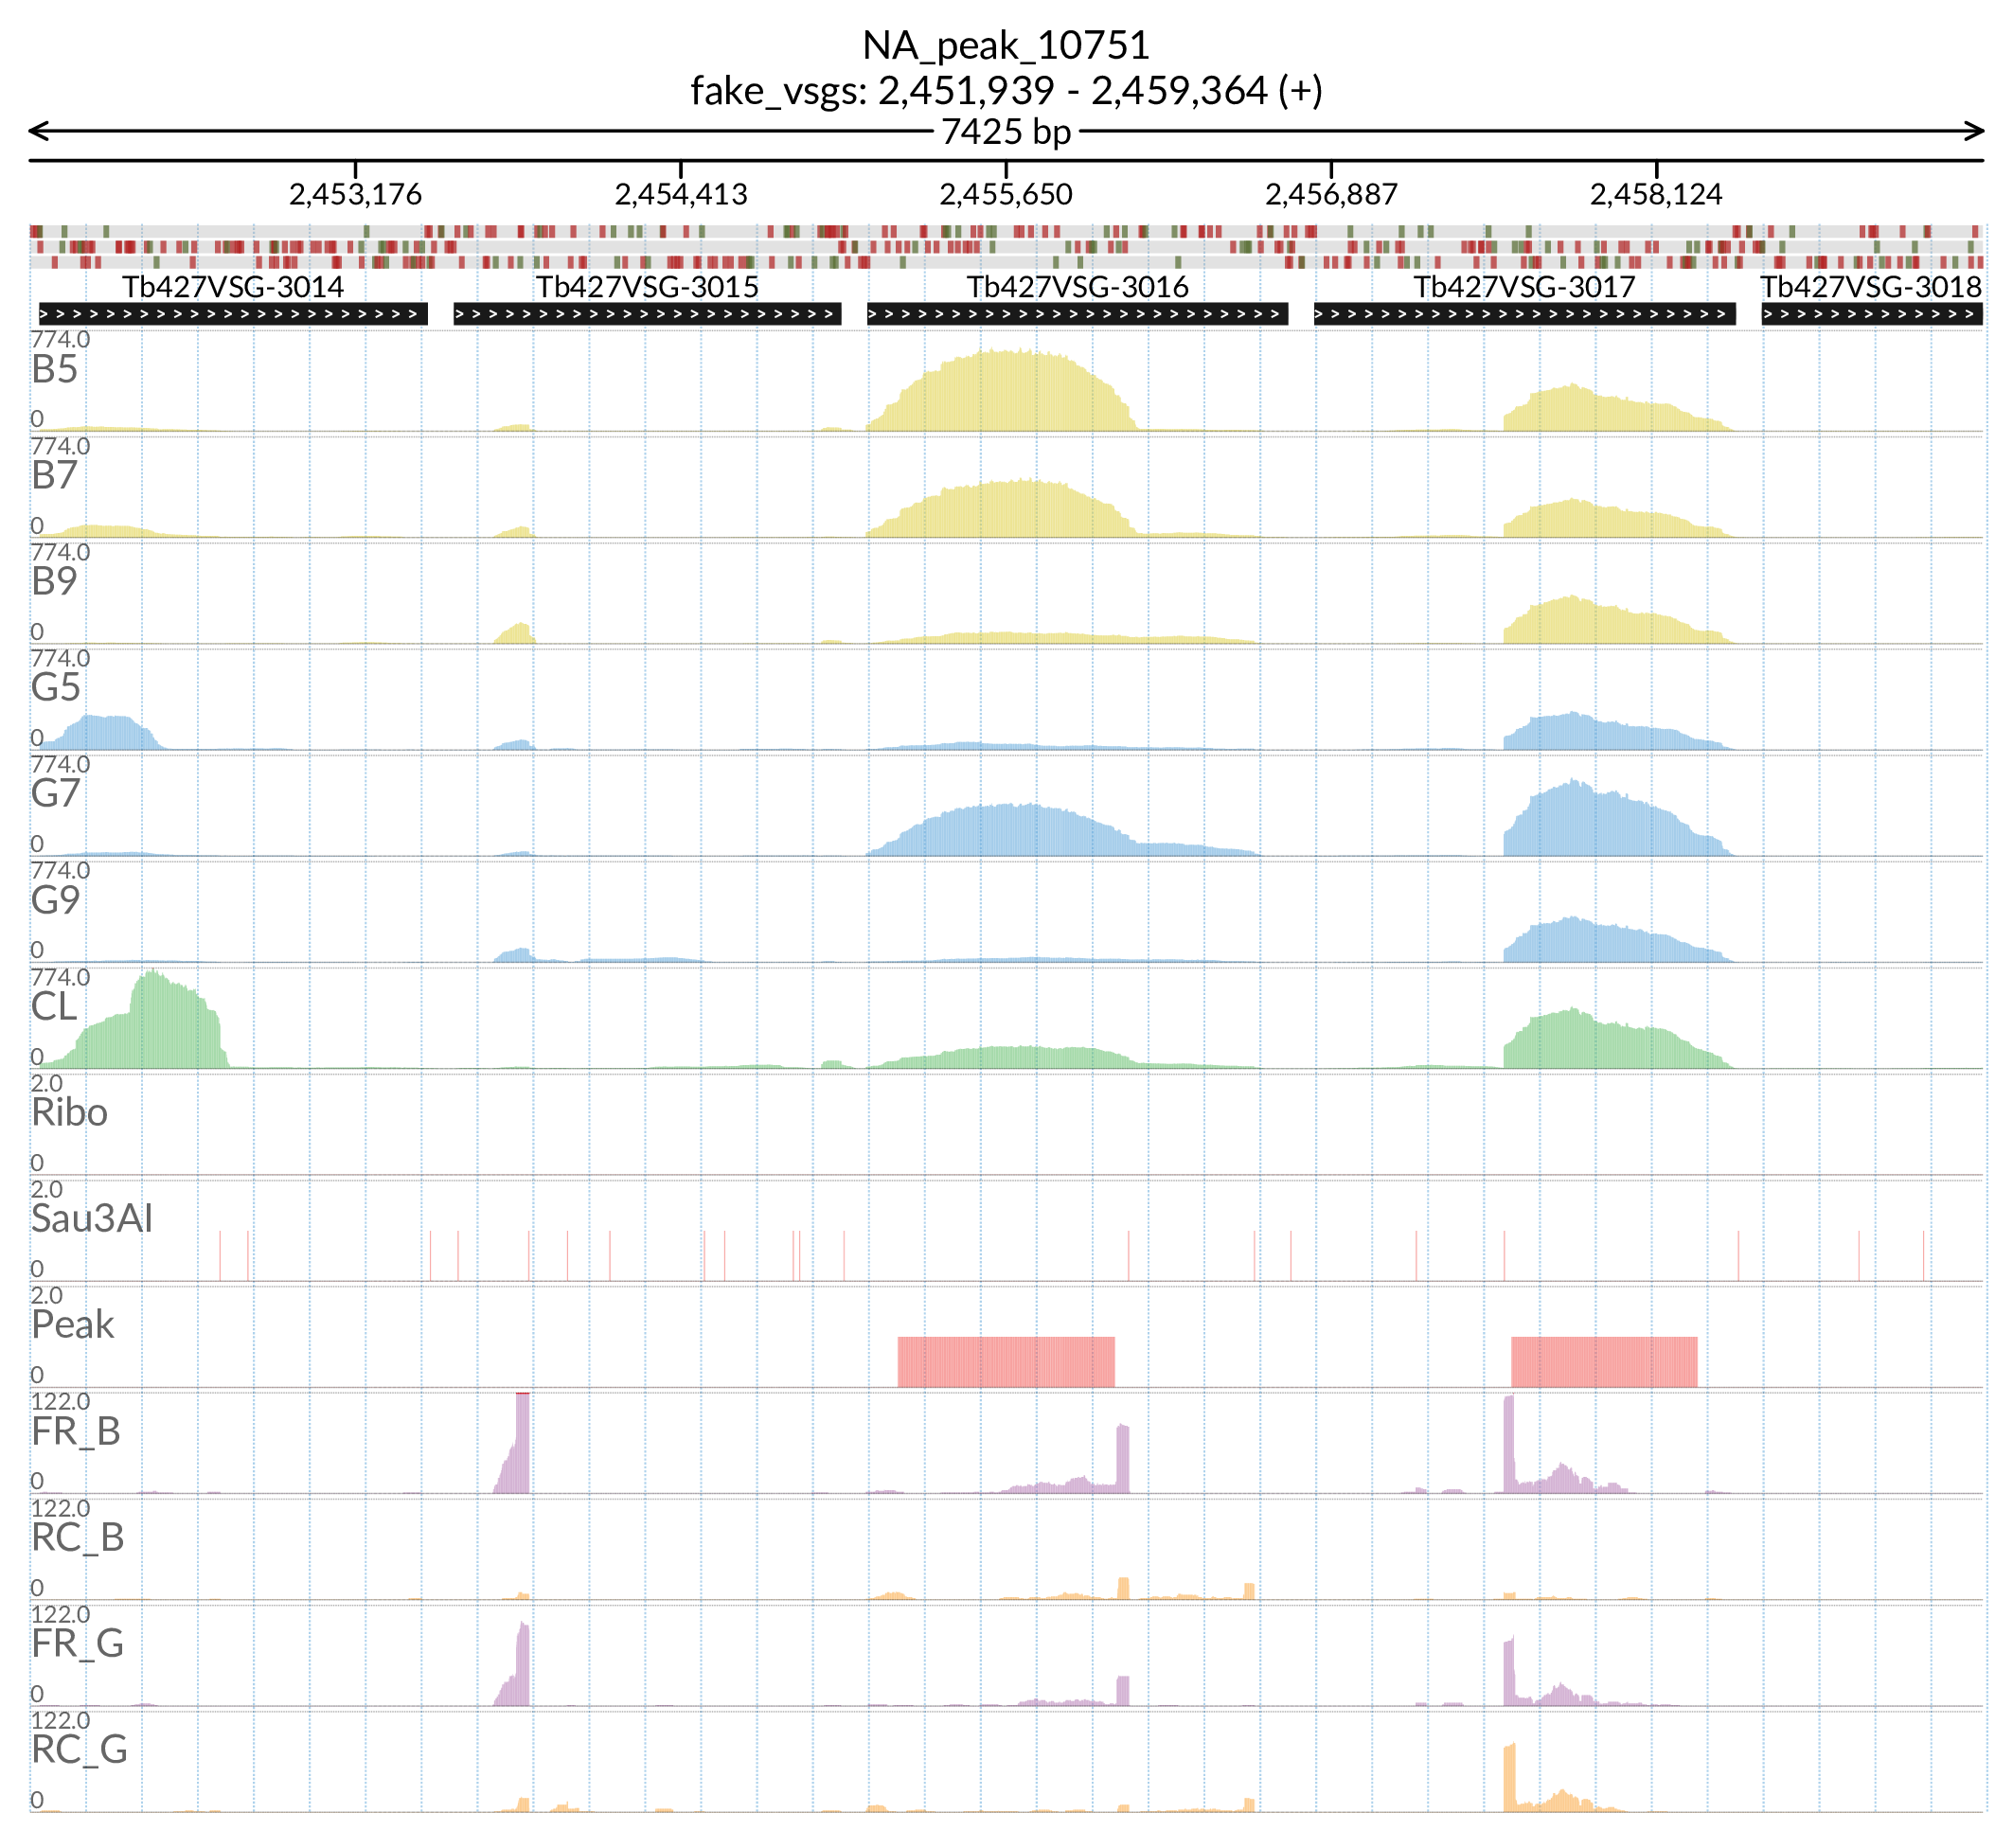 NA_peak_10751
fake_vsgs: 2,451,939 - 2,459,364 (+)
7425 bp
2,453,176 2,454,413 2,455,650 2,456,887 2,458,124
Tb427VSG-3014 Tb427VSG-3015 Tb427VSG-3016 Tb427VSG-3017 Tb427VSG-3018
774.0
B5
0
774.0
B7
0
774.0
B9
0
774.0
G5
0
774.0
G7
0
774.0
G9
0
774.0
CL
0
2.0
Ribo
0
2.0
Sau3AI
0
2.0
Peak
0
122.0
FR_B
0
122.0
RC_B
0
122.0
FR_G
0
122.0
RC_G
0